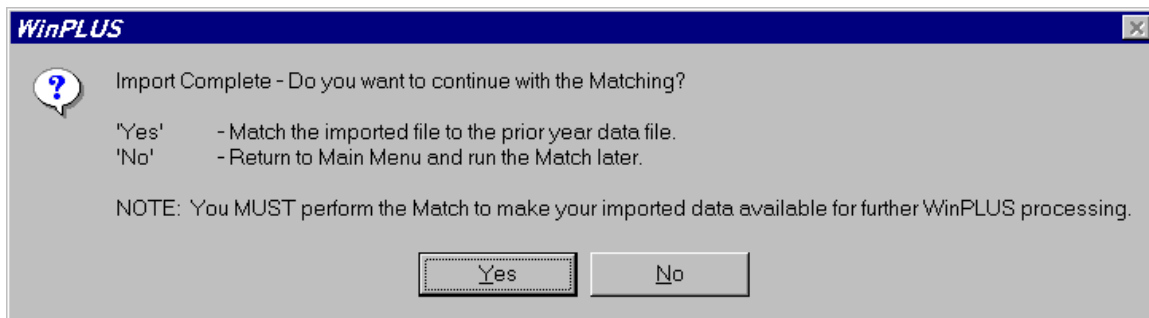 WinPLUS
Import Complete - Do you want to continue with the Matching?
'Yes' - Match the imported file to the prior year data file.
'No' - Return to Main Menu and run the Match later.
NOTE: You MUST perform the Match to make your imported data available for further WinPLUS processing.
Yes No